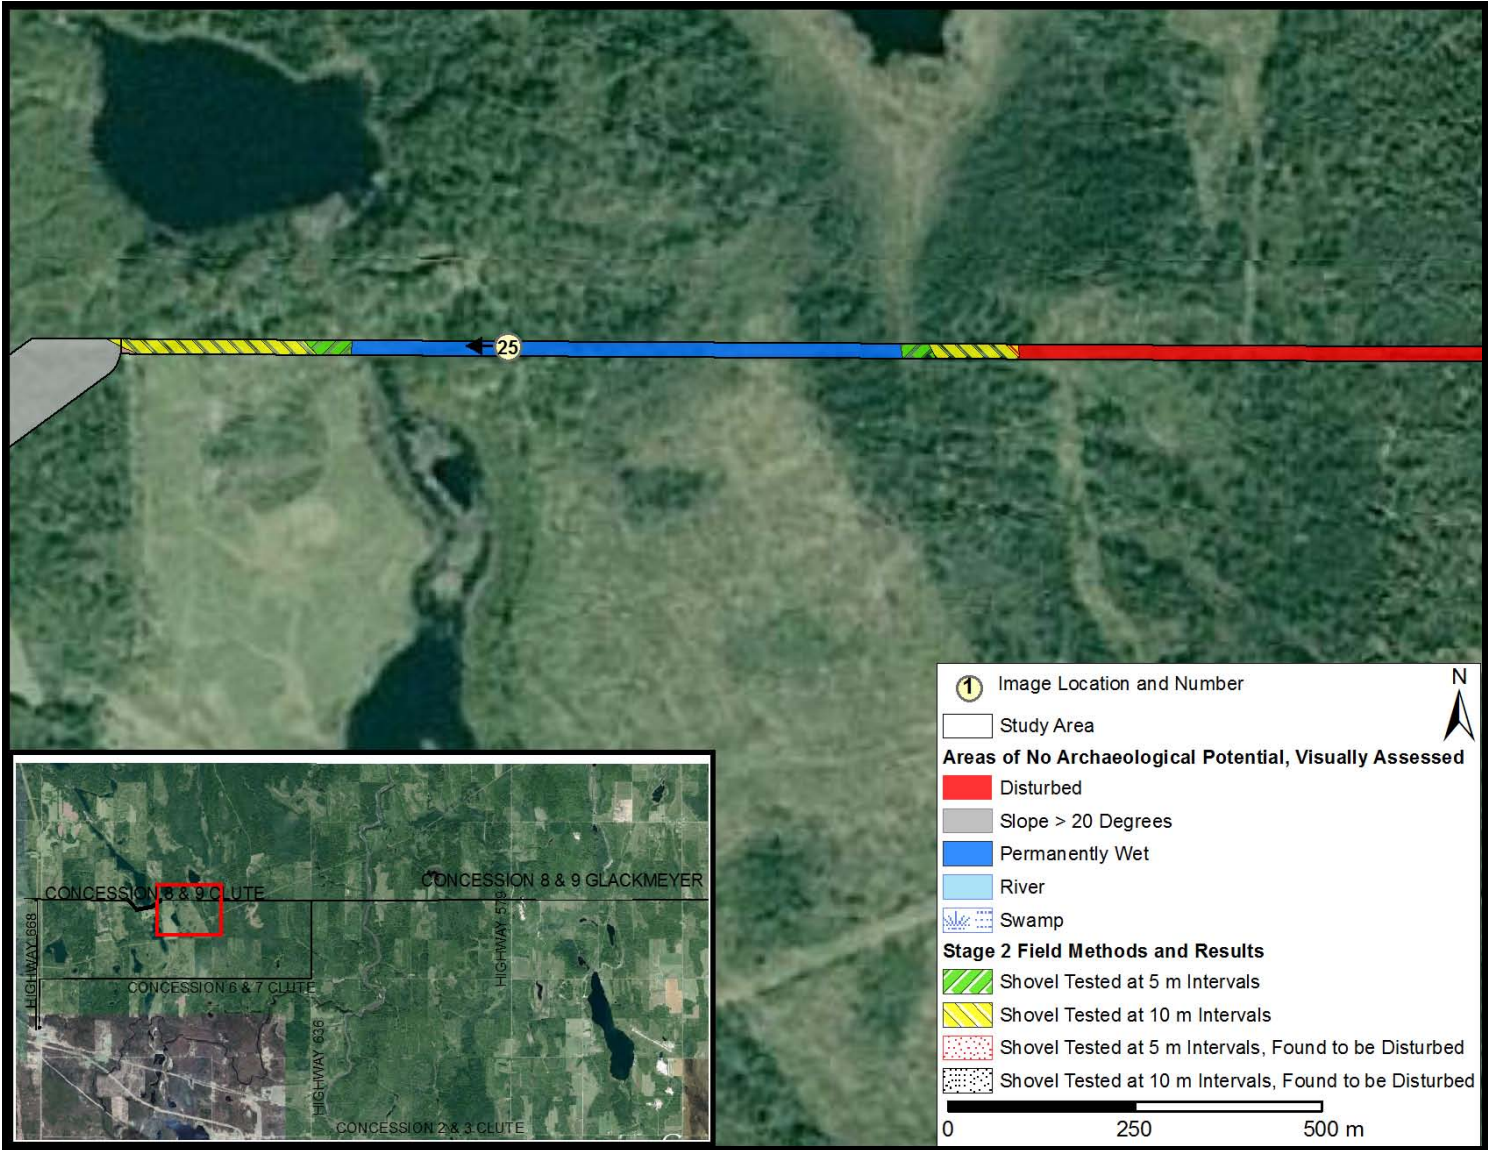 25
1 Image Location and Number
N
Study Area
Areas of No Archaeological Potential, Visually Assessed
Disturbed
Slope > 20 Degrees
Permanently Wet
River
Swamp
Stage 2 Field Methods and Results
Shovel Tested at 5 m Intervals
Shovel Tested at 10 m Intervals
Shovel Tested at 5 m Intervals, Found to be Disturbed
Shovel Tested at 10 m Intervals, Found to be Disturbed
0 250 500 m
CONCESSION 8 & 9 CLUTE
CONCESSION 8 & 9 GLACKMEYER
HIGHWAY 668
HIGHWAY 579
CONCESSION 6 & 7 CLUTE
HIGHWAY 636
CONCESSION 2 & 3 CLUTE